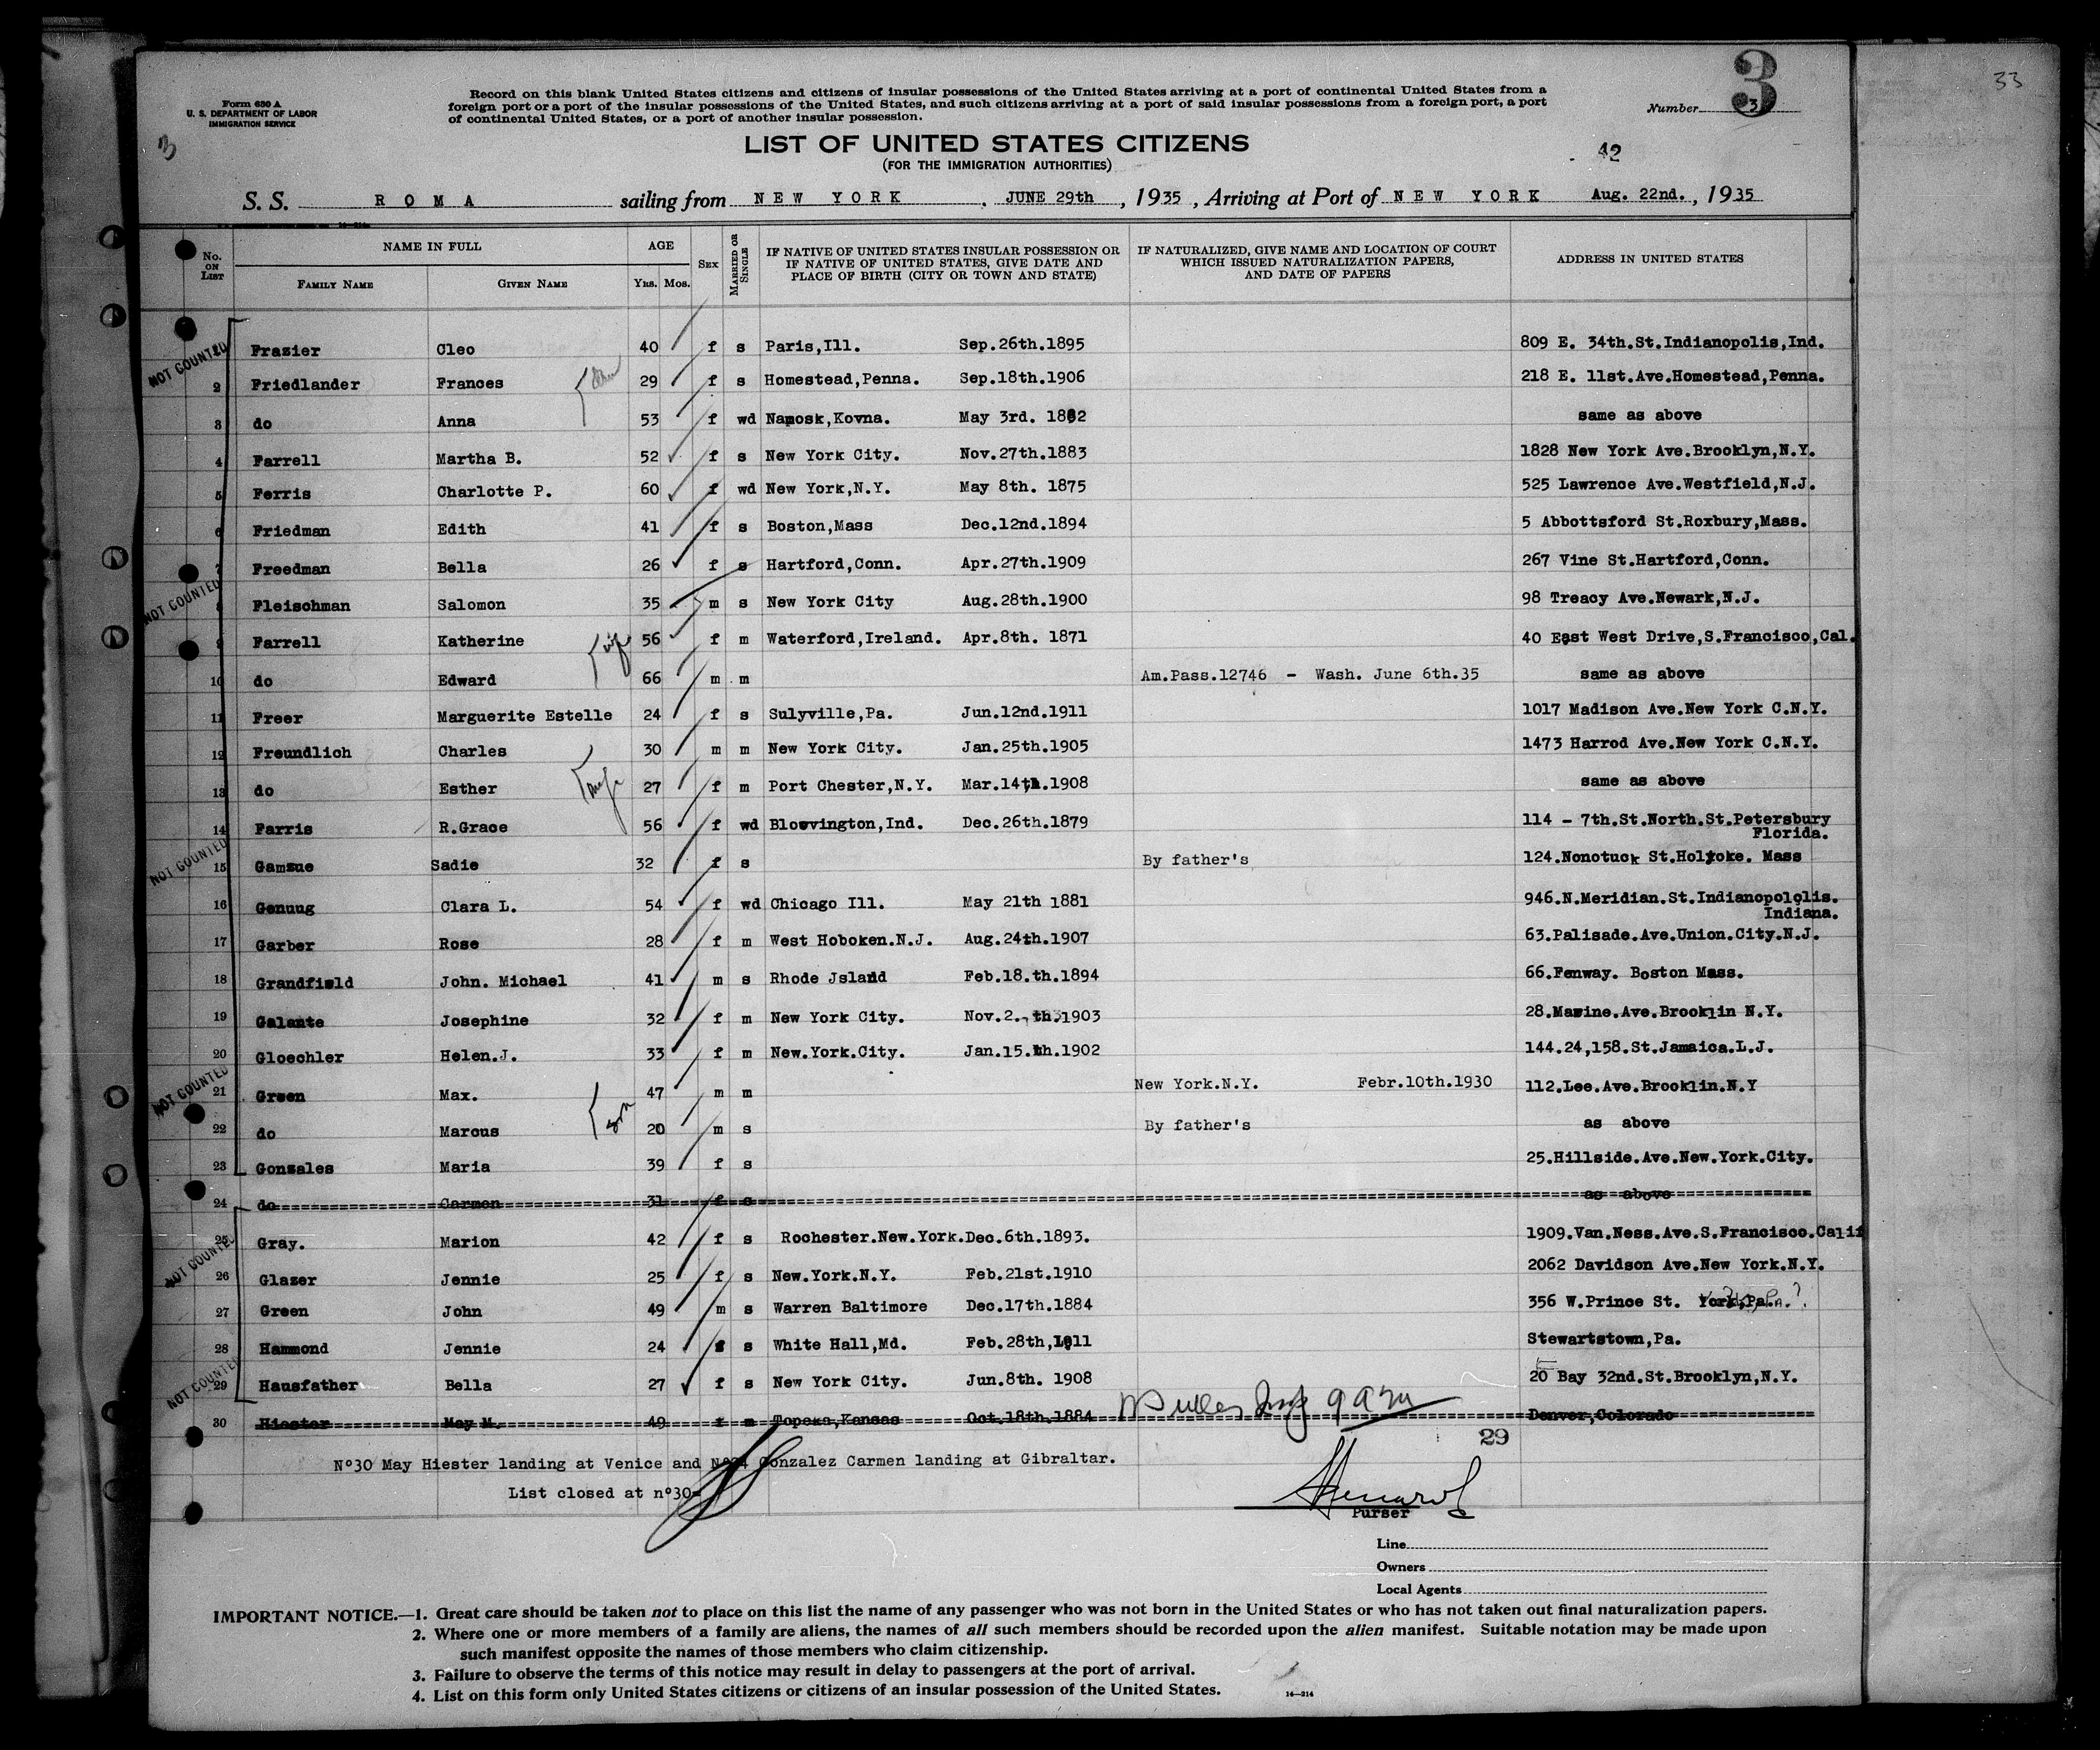 33
Form 630 A
U. S. DEPARTMENT OF LABOR
IMMIGRATION SERVICE
Record on this blank United States citizens and citizens of insular possessions of the United States arriving at a port of continental United States from a
foreign port or a port of the insular possessions of the United States, and such citizens arriving at a port of said insular possessions from a foreign port, a port
of continental United States, or a port of another insular possession.
Number 3
3
3
LIST OF UNITED STATES CITIZENS
(FOR THE IMMIGRATION AUTHORITIES)
42
S. S. ROMA sailing from NEW YORK, JUNE 29th, 1935, Arriving at Port of NEW YORK Aug. 22nd., 1935
No. ON LIST NAME IN FULL AGE SEX MARRIED OR SINGLE IF NATIVE OF UNITED STATES INSULAR POSSESSION OR IF NATIVE OF UNITED STATES, GIVE DATE AND PLACE OF BIRTH (CITY OR TOWN AND STATE) IF NATURALIZED, GIVE NAME AND LOCATION OF COURT WHICH ISSUED NATURALIZATION PAPERS, AND DATE OF PAPERS ADDRESS IN UNITED STATES
FAMILY NAME GIVEN NAME YRS. MOS.
NOT COUNTED
Frazier Cleo 40 f s Paris,Ill. Sep.26th.1895 809 E. 34th.St.Indianopolis,Ind.
2 Friedlander Frances 29 f s Homestead,Penna. Sep.18th.1906 218 E. 11st.Ave.Homestead,Penna.
3 do Anna 53 f wd Namosk,Kovna. May 3rd. 1882 same as above
4 Farrell Martha B. 52 f s New York City. Nov.27th.1883 1828 New York Ave.Brooklyn,N.Y.
5 Ferris Charlotte P. 60 f wd New York,N.Y. May 8th. 1875 525 Lawrence Ave.Westfield,N.J.
6 Friedman Edith 41 f s Boston,Mass Dec.12nd.1894 5 Abbottsford St.Roxbury,Mass.
7 Freedman Bella 26 f s Hartford,Conn. Apr.27th.1909 267 Vine St.Hartford,Conn.
NOT COUNTED
8 Fleischman Salomon 35 m s New York City Aug.28th.1900 98 Treacy Ave.Newark,N.J.
9 Farrell Katherine wife 56 f m Waterford,Ireland. Apr.8th. 1871 40 East West Drive,S.Francisco,Cal.
10 do Edward 66 m m Am.Pass.12746 - Wash. June 6th.35 same as above
11 Freer Marguerite Estelle 24 f s Sulyville,Pa. Jun.12nd.1911 1017 Madison Ave.New York C.N.Y.
12 Freundlich Charles 30 m m New York City. Jan.25th.1905 1473 Harrod Ave.New York C.N.Y.
13 do Esther wife 27 f m Port Chester,N.Y. Mar.14th.1908 same as above
14 Farris R.Grace 56 f wd Bloovington,Ind. Dec.26th.1879 114 - 7th.St.North.St.Petersbury
Florida.
NOT COUNTED
15 Gamzue Sadie 32 f s By father's 124.Nonotuck St.Holyoke. Mass
16 Genung Clara L. 54 f wd Chicago Ill. May 21th 1881 946.N.Meridian.St.Indianopololis.
Indiana.
17 Garber Rose 28 f m West Hoboken.N.J. Aug.24th.1907 63.Palisade.Ave.Union.City.N.J.
18 Grandfield John. Michael 41 m s Rhode Jsland Feb.18.th.1894 66.Fenway. Boston Mass.
19 Galante Josephine 32 f m New York City. Nov.2.th.1903 28.Marine.Ave.Brooklin N.Y.
20 Gloechler Helen.J. 33 f m New.York.City. Jan.15.th.1902 144.24,158.St.Jamaica.L.J.
NOT COUNTED
21 Green Max. 47 m m New York.N.Y. Febr.10th.1930 112.Lee.Ave.Brooklin.N.Y
22 do Marcus son 20 m s By father's as above
23 Gonzales Maria 39 f s 25.Hillside.Ave.New.York.City.
24 do Carmen 31 f s as above
NOT COUNTED
25 Gray. Marion 42 f s Rochester.New.York.Dec.6th.1893. 1909.Van.Ness.Ave.S.Francisco.Calif
26 Glazer Jennie 25 f s New.York.N.Y. Feb.21st.1910 2062 Davidson Ave.New York.N.Y.
27 Green John 49 m s Warren Baltimore Dec.17th.1884 356 W.Prince St. York,Pa.
28 Hammond Jennie 24 f s White Hall,Md. Feb.28th,1911 Stewartstown,Pa.
NOT COUNTED
29 Hausfather Bella 27 f s New York City. Jun.8th. 1908 20 Bay 32nd.St.Brooklyn,N.Y.
30 Hiester May M. 49 f m Topeka,Kansas Oct.18th.1884 Denver,Colorado
29
Nº30 May Hiester landing at Venice and Nº24 Gonzalez Carmen landing at Gibraltar.
List closed at nº30=
Purser
Line
Owners
Local Agents
IMPORTANT NOTICE.—1. Great care should be taken not to place on this list the name of any passenger who was not born in the United States or who has not taken out final naturalization papers.
2. Where one or more members of a family are aliens, the names of all such members should be recorded upon the alien manifest. Suitable notation may be made upon
such manifest opposite the names of those members who claim citizenship.
3. Failure to observe the terms of this notice may result in delay to passengers at the port of arrival.
4. List on this form only United States citizens or citizens of an insular possession of the United States.
14—214